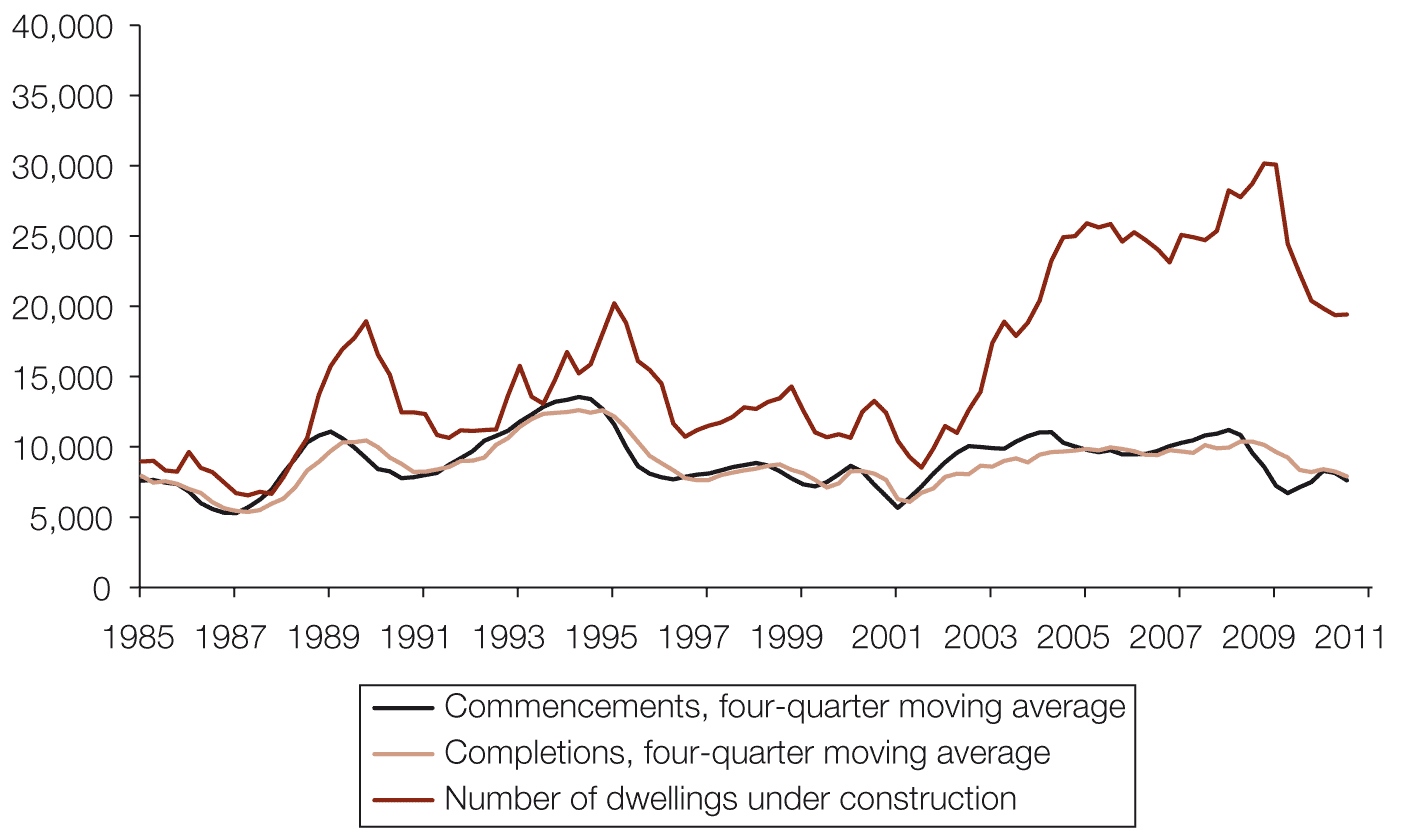 40,000
35,000
30,000
25,000
20,000
15,000
10,000
5,000
0
1985 1987 1989 1991 1993 1995 1997 1999 2001 2003 2005 2007 2009 2011
Commencements, four-quarter moving average
Completions, four-quarter moving average
Number of dwellings under construction